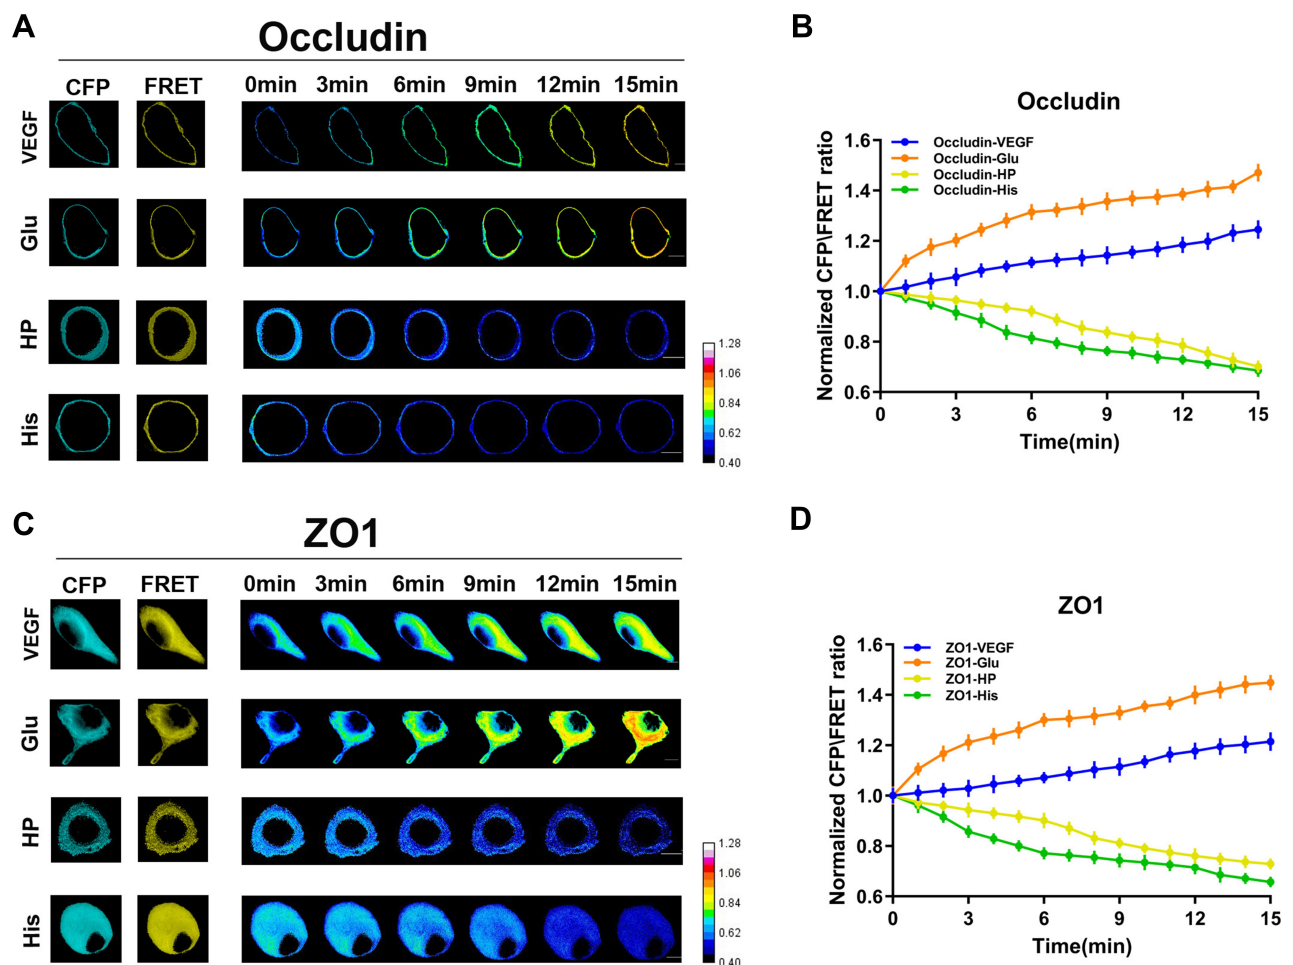 A
Occludin
CFP FRET 0min 3min 6min 9min 12min 15min
VEGF
Glu
HP
His
1.28
1.06
0.84
0.62
0.40
B
Occludin
Normalized CFP\FRET ratio
1.6
1.4
1.2
1.0
0.8
0.6
Occludin-VEGF
Occludin-Glu
Occludin-HP
Occludin-His
0 3 6 9 12 15
Time(min)
C
ZO1
CFP FRET 0min 3min 6min 9min 12min 15min
VEGF
Glu
HP
His
1.28
1.06
0.84
0.62
0.40
D
ZO1
Normalized CFP\FRET ratio
1.6
1.4
1.2
1.0
0.8
0.6
ZO1-VEGF
ZO1-Glu
ZO1-HP
ZO1-His
0 3 6 9 12 15
Time(min)